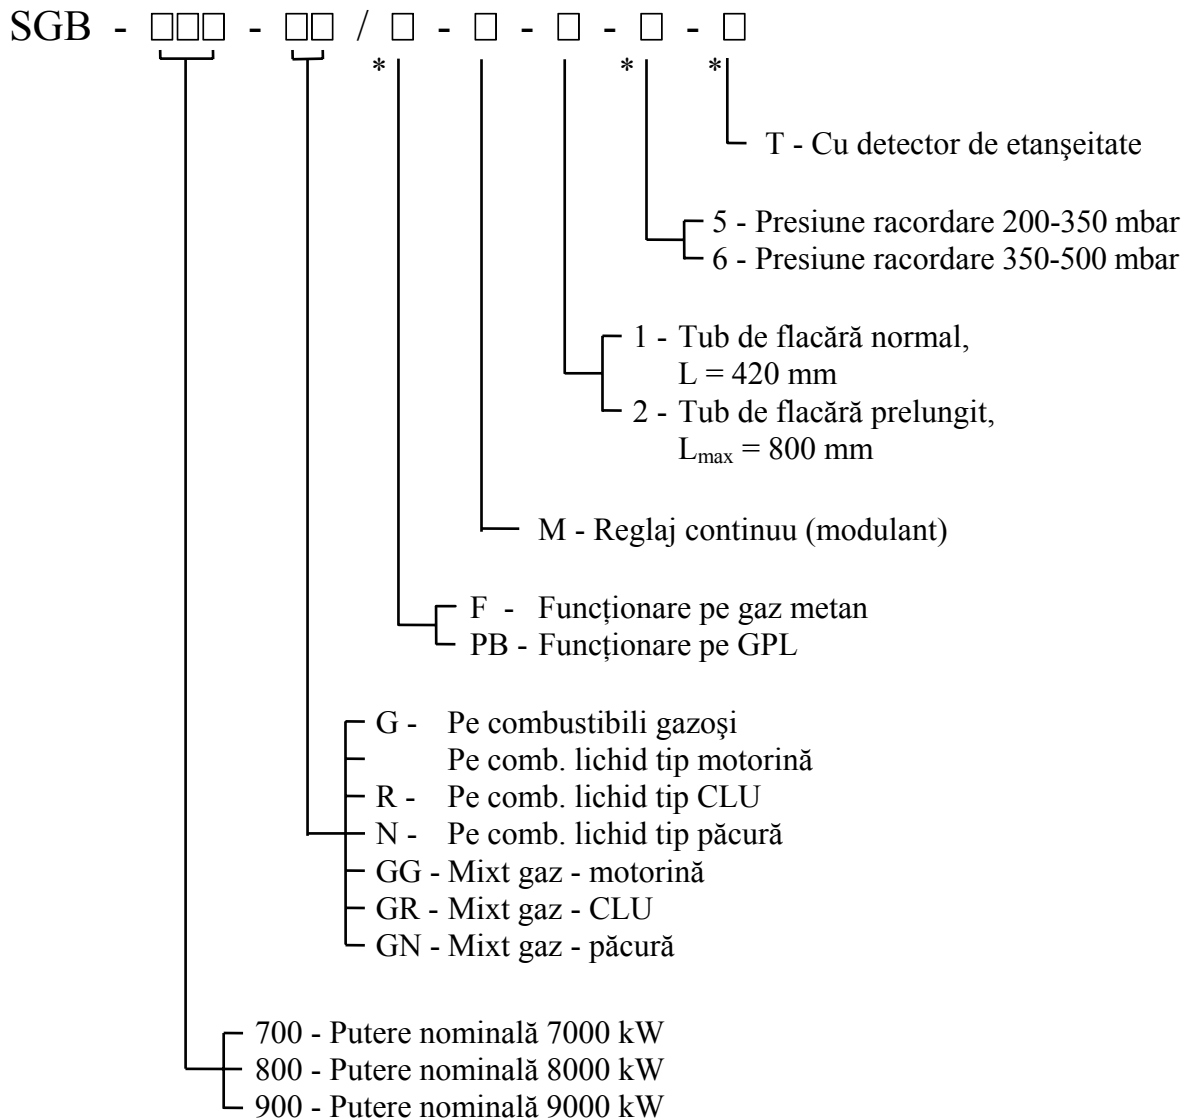 SGB - □□□ - □□ / □ - □ - □ - □ - □
* * *
T - Cu detector de etanşeitate
5 - Presiune racordare 200-350 mbar
6 - Presiune racordare 350-500 mbar
1 - Tub de flacără normal,
L = 420 mm
2 - Tub de flacără prelungit,
Lmax = 800 mm
M - Reglaj continuu (modulant)
F - Funcționare pe gaz metan
PB - Funcționare pe GPL
G - Pe combustibili gazoşi
Pe comb. lichid tip motorină
R - Pe comb. lichid tip CLU
N - Pe comb. lichid tip păcură
GG - Mixt gaz - motorină
GR - Mixt gaz - CLU
GN - Mixt gaz - păcură
700 - Putere nominală 7000 kW
800 - Putere nominală 8000 kW
900 - Putere nominală 9000 kW